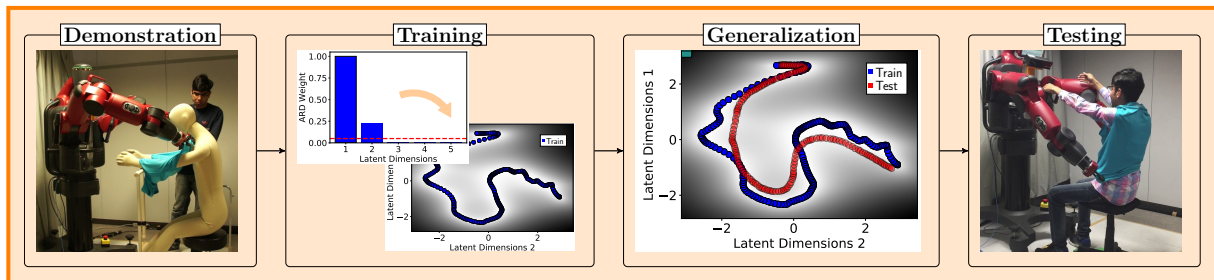 Demonstration
Training
Generalization
Testing
1.00
0.75
0.50
0.25
0.00
ARD Weight
1 2 3 4 5
Latent Dimensions
Train
0
−2
−2 0 2
Latent Dimensions 2
Latent Dimensions 1
2
0
−2
−2 0 2
Latent Dimensions 2
Train
Test